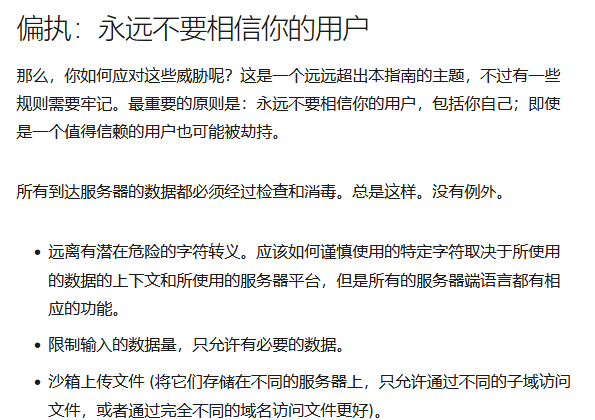 偏执：永远不要相信你的用户
那么，你如何应对这些威胁呢？这是一个远远超出本指南的主题，不过有一些
规则需要牢记。最重要的原则是：永远不要相信你的用户，包括你自己；即使
是一个值得信赖的用户也可能被劫持。
所有到达服务器的数据都必须经过检查和消毒。总是这样。没有例外。
• 远离有潜在危险的字符转义。应该如何谨慎使用的特定字符取决于所使用
的数据的上下文和所使用的服务器平台，但是所有的服务器端语言都有相
应的功能。
• 限制输入的数据量，只允许有必要的数据。
• 沙箱上传文件 (将它们存储在不同的服务器上，只允许通过不同的子域访问
文件，或者通过完全不同的域名访问文件更好)。